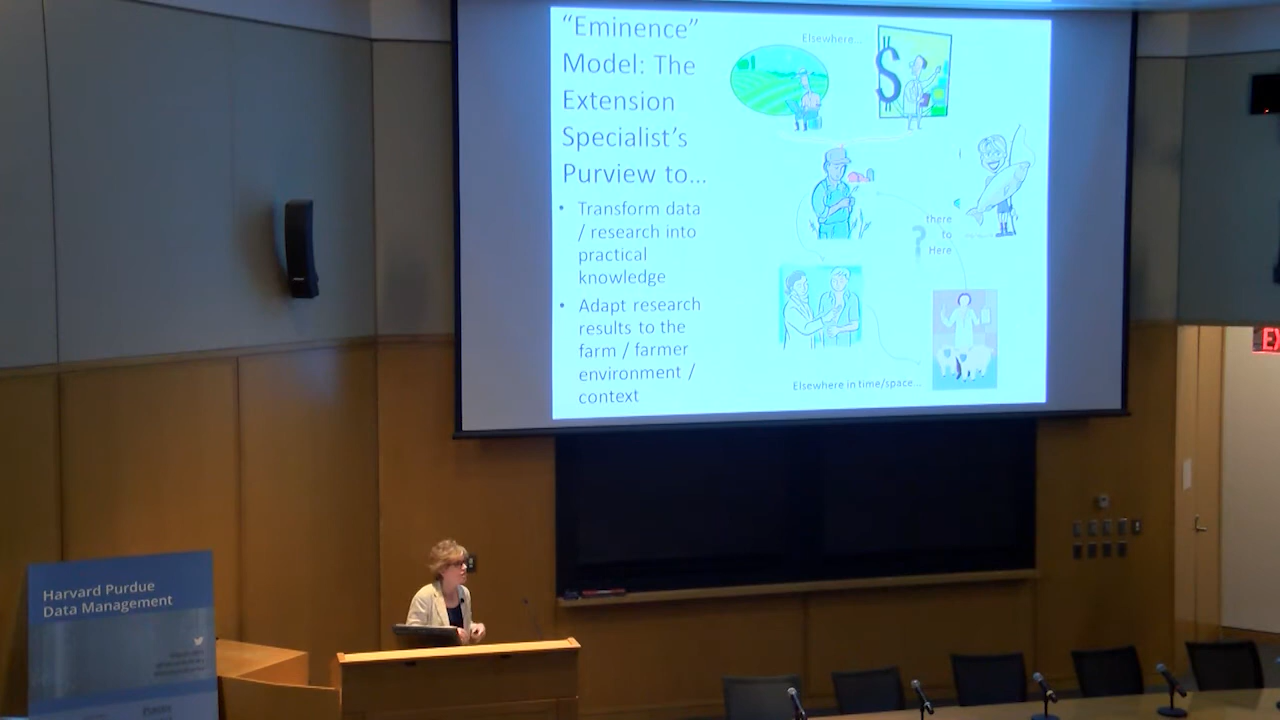 “Eminence”
Model: The
Extension
Specialist’s
Purview to...
• Transform data
/ research into
practical
knowledge
• Adapt research
results to the
farm / farmer
environment /
context
Elsewhere...
$
there
to
Here
?
Elsewhere in time/space...
EX
Harvard Purdue
Data Management